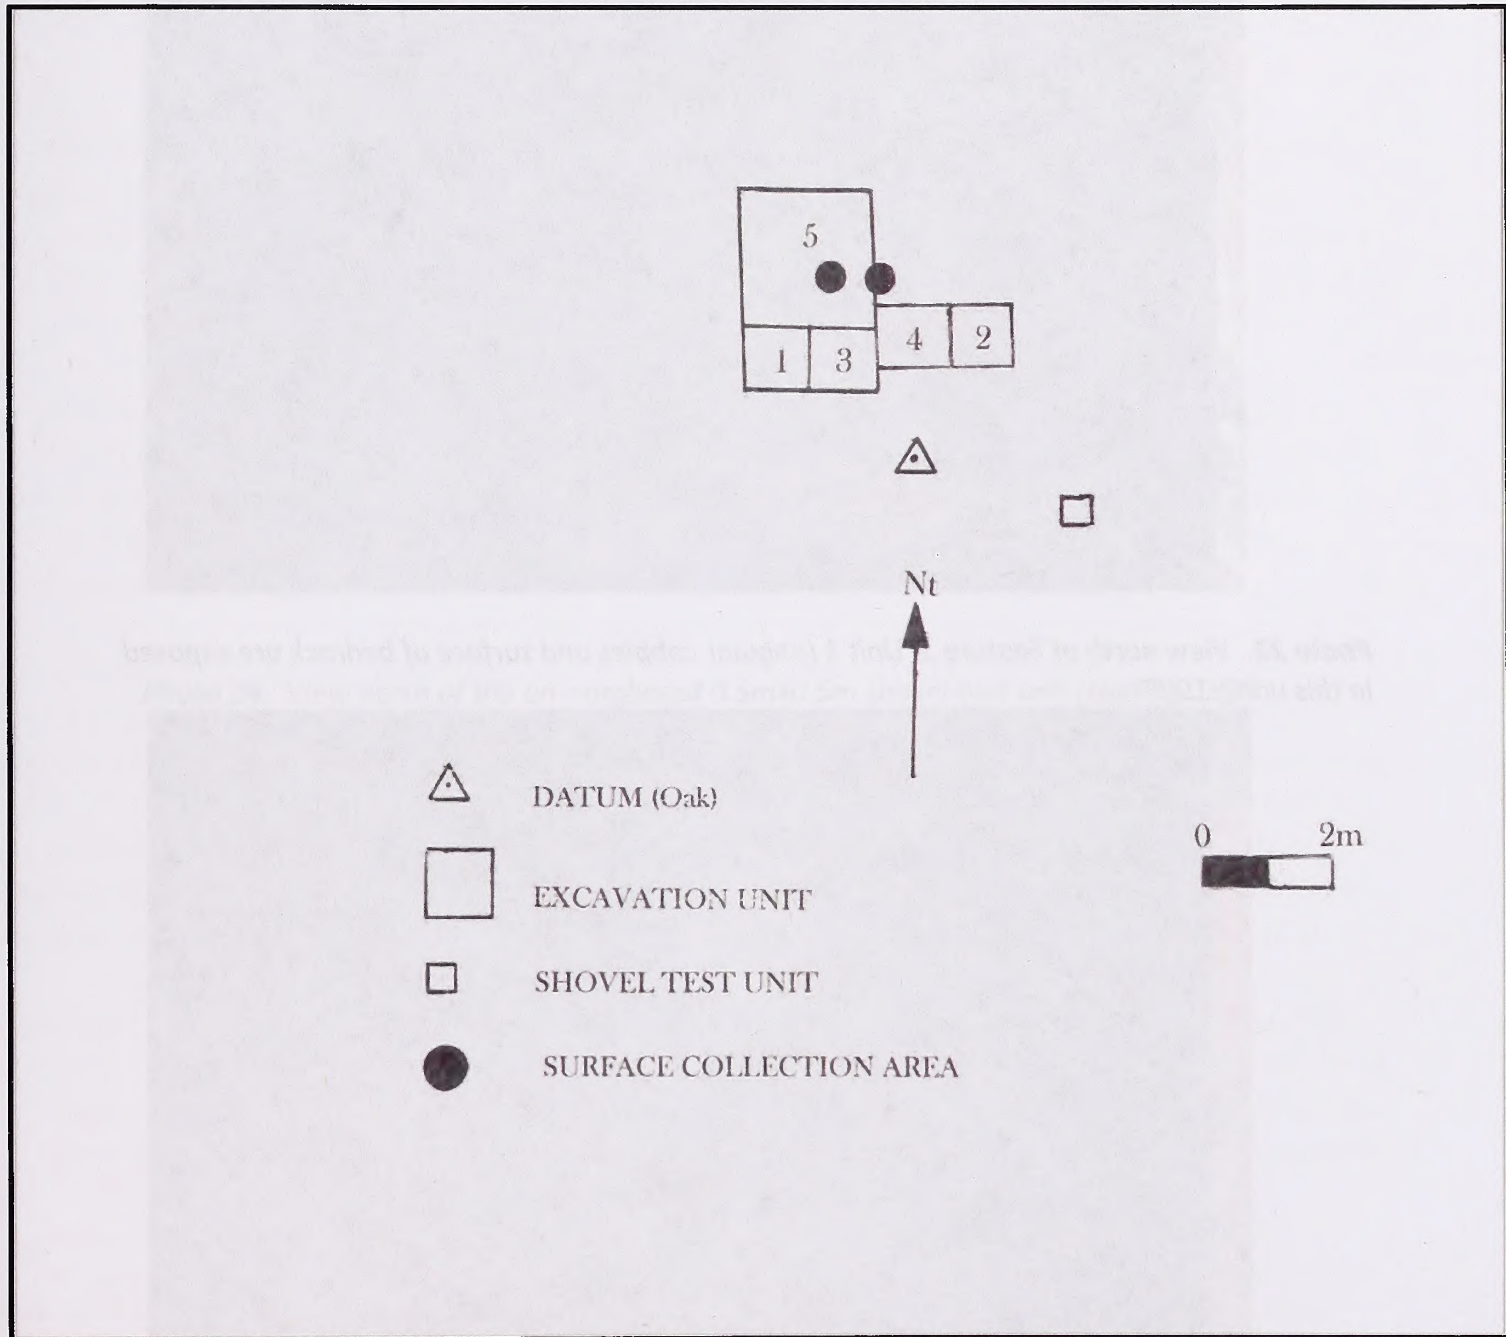 5
4 2
1 3
Nt
DATUM (Oak)
0 2m
EXCAVATION UNIT
SHOVEL TEST UNIT
SURFACE COLLECTION AREA